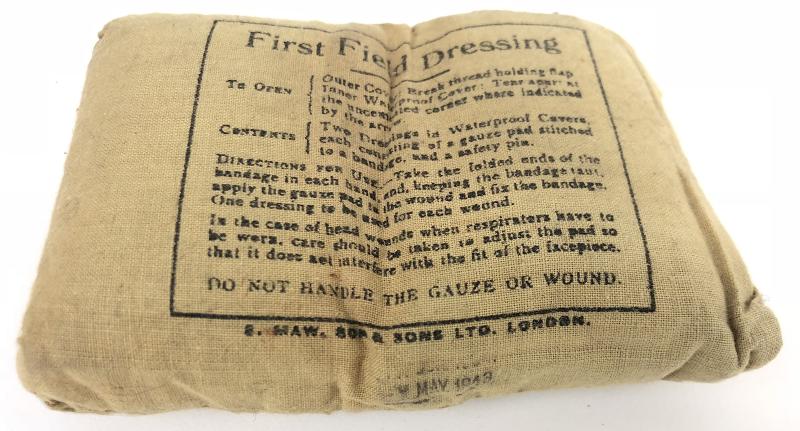 First Field Dressing
To Open
Outer Cover: Break thread holding flap
Inner Waterproof Cover: Tear apart at
the uncemented corner where indicated
by the arrow
Contents
Two Dressings in Waterproof Covers,
each consisting of a gauze pad stitched
to a bandage, and a safety pin.
Directions for Use.—Take the folded ends of the
bandage in each hand, and, keeping the bandage taut,
apply the gauze pad to the wound and fix the bandage.
One dressing to be used for each wound.
In the case of head wounds when respirators have to
be worn, care should be taken to adjust the pad so
that it does not interfere with the fit of the facepiece.
DO NOT HANDLE THE GAUZE OR WOUND.
S. MAW, SON & SONS LTD. LONDON.
MAY 1943